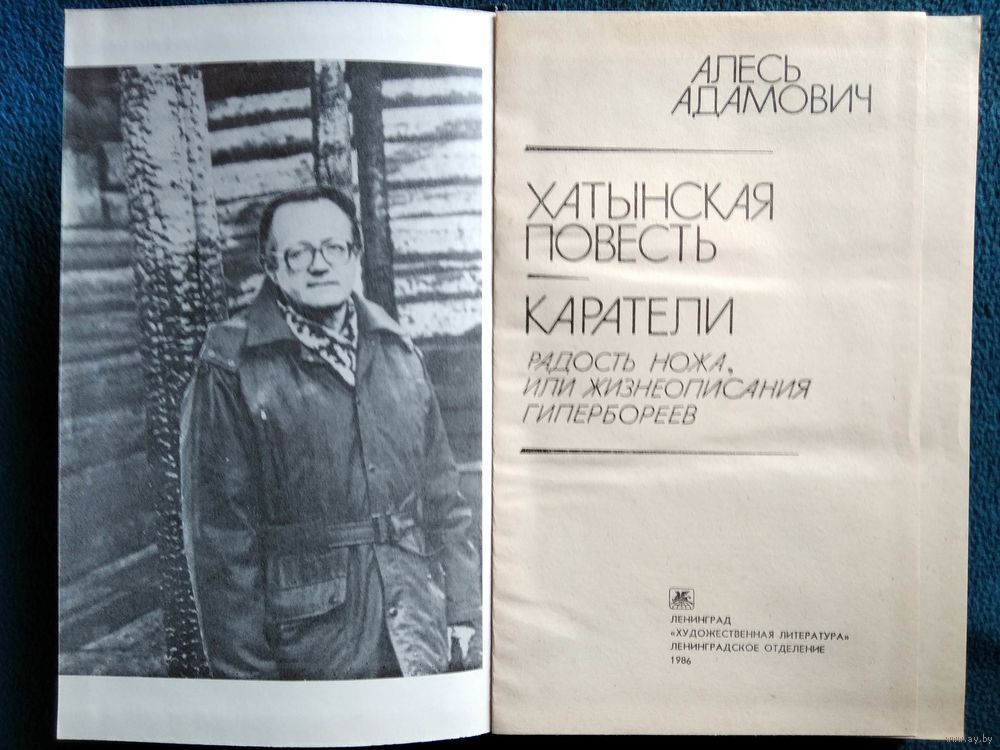 АЛЕСЬ
АДАМОВИЧ
ХАТЫНСКАЯ
ПОВЕСТЬ
КАРАТЕЛИ
РАДОСТЬ НОЖА,
ИЛИ ЖИЗНЕОПИСАНИЯ
ГИПЕРБОРЕЕВ
ЛЕНИНГРАД
«ХУДОЖЕСТВЕННАЯ ЛИТЕРАТУРА»
ЛЕНИНГРАДСКОЕ ОТДЕЛЕНИЕ
1986